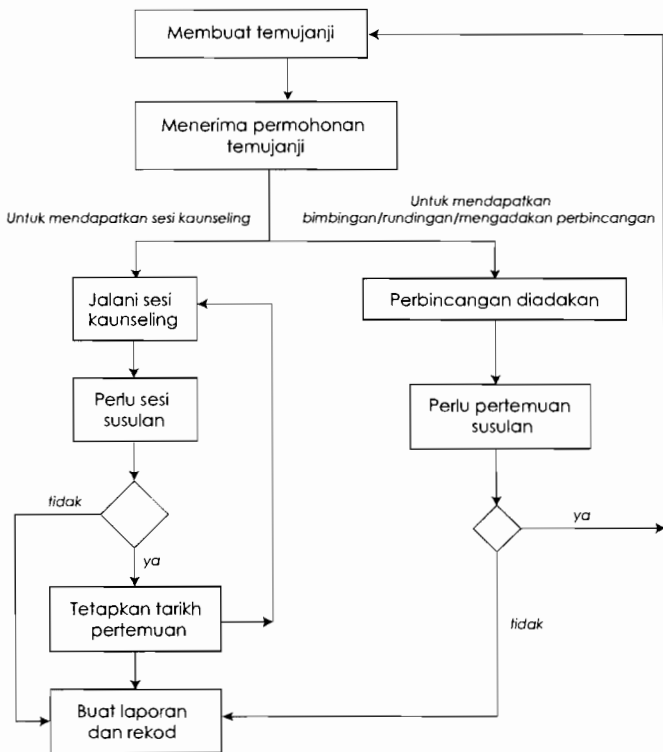 Membuat temujanji
Menerima permohonan
temujanji
Untuk mendapatkan sesi kaunseling
Untuk mendapatkan
bimbingan/rundingan/mengadakan perbincangan
Jalani sesi
kaunseling
Perbincangan diadakan
Perlu sesi
susulan
Perlu pertemuan
susulan
tidak
ya
ya
Tetapkan tarikh
pertemuan
tidak
Buat laporan
dan rekod